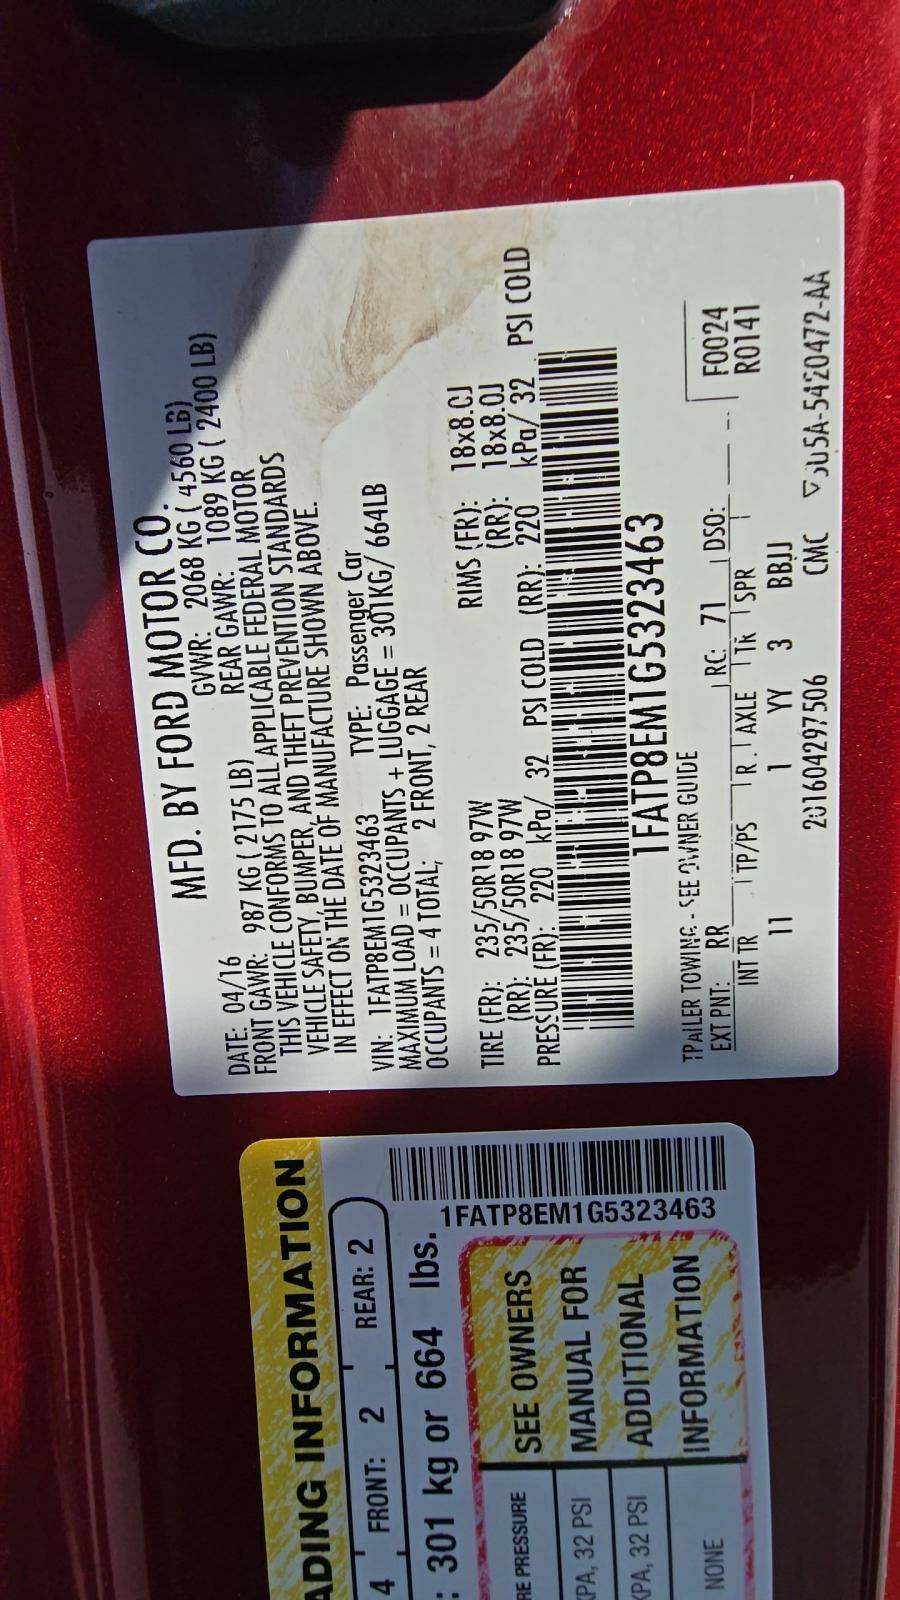 MFD. BY FORD MOTOR CO.
DATE: 04/16 GVWR: 2068 KG ( 4560 LB)
FRONT GAWR: 987 KG ( 2175 LB) REAR GAWR: 1089 KG ( 2400 LB)
THIS VEHICLE CONFORMS TO ALL APPLICABLE FEDERAL MOTOR
VEHICLE SAFETY, BUMPER, AND THEFT PREVENTION STANDARDS
IN EFFECT ON THE DATE OF MANUFACTURE SHOWN ABOVE.
VIN: 1FATP8EM1G5323463 TYPE: Passenger Car
MAXIMUM LOAD = OCCUPANTS + LUGGAGE = 301KG/ 664LB
OCCUPANTS = 4 TOTAL; 2 FRONT, 2 REAR
TIRE (FR): 235/50R18 97W RIMS (FR): 18x8.0J
(RR): 235/50R18 97W (RR): 18x8.0J
PRESSURE (FR): 220 kPa/ 32 PSI COLD (RR): 220 kPa/ 32 PSI COLD
1FATP8EM1G5323463
TRAILER TOWING - SEE OWNER GUIDE
EXT PNT: RR RC: 71 DSO: F0024
INT TR TP/PS R. AXLE TR SPR R0141
11 1 YY 3 BBJJ
201604297506 CMC 5U5A-5420472-AA
ADING INFORMATION
4 FRONT: 2 REAR: 2
: 301 kg or 664 lbs.
1FATP8EM1G5323463
RE PRESSURE
KPA, 32 PSI
KPA, 32 PSI
NONE
SEE OWNERS
MANUAL FOR
ADDITIONAL
INFORMATION